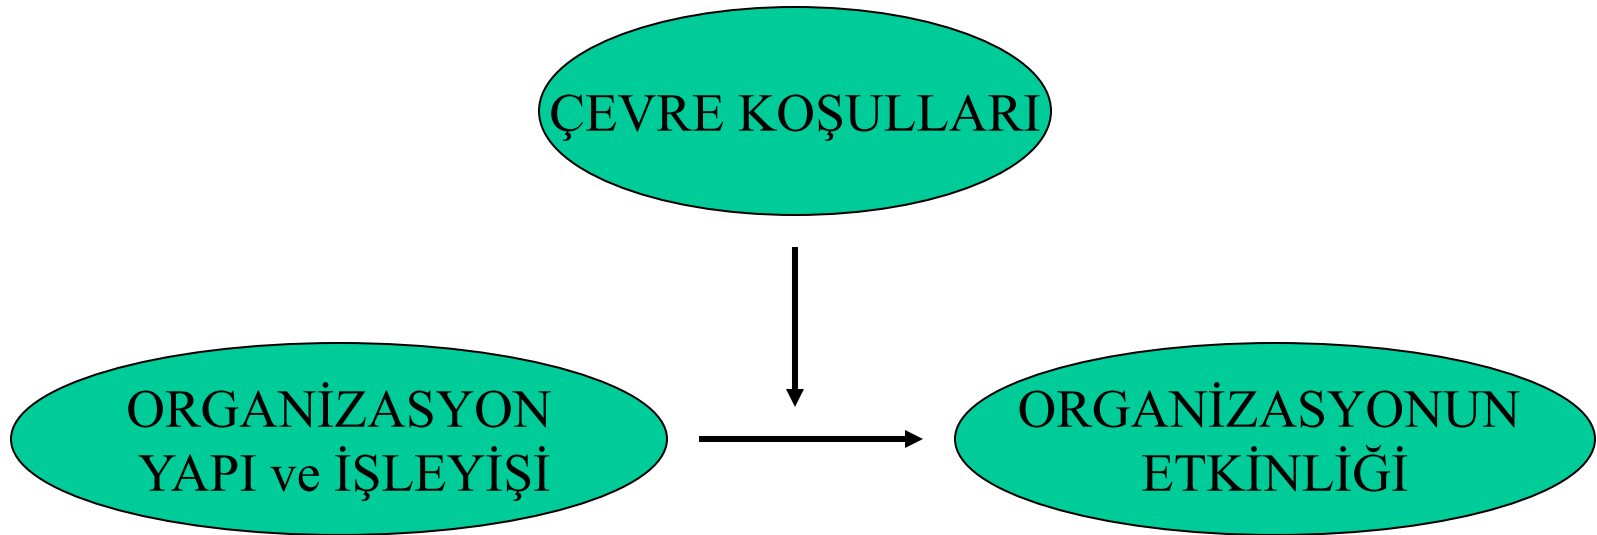 ÇEVRE KOŞULLARI
ORGANİZASYON
YAPI ve İŞLEYİŞİ
ORGANİZASYONUN
ETKİNLİĞİ